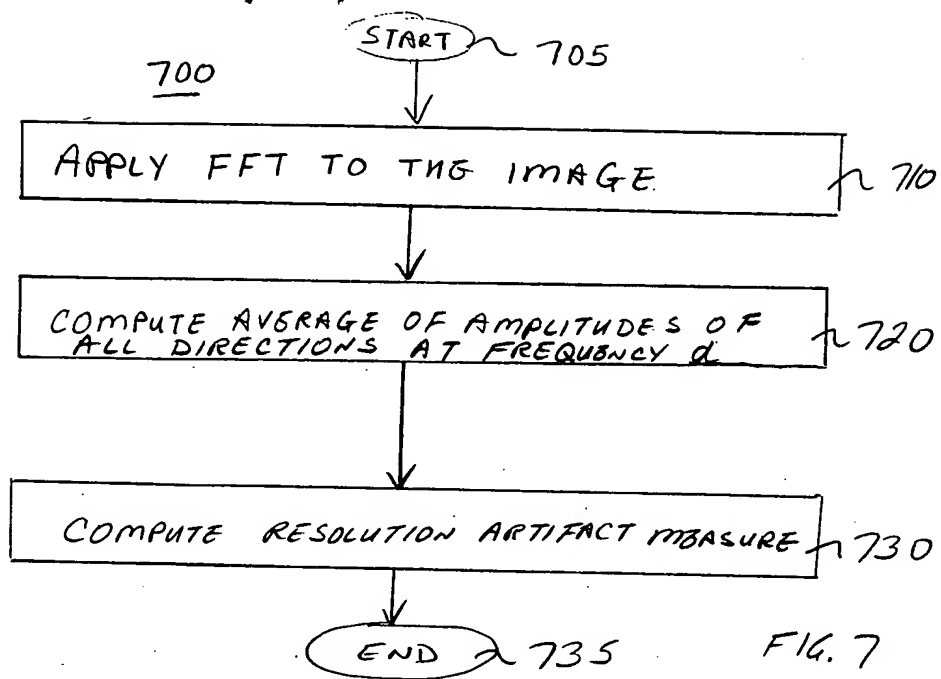 START 705
700
APPLY FFT TO THE IMAGE 710
COMPUTE AVERAGE OF AMPLITUDES OF
ALL DIRECTIONS AT FREQUENCY d 720
COMPUTE RESOLUTION ARTIFACT MEASURE 730
END 735
FIG. 7